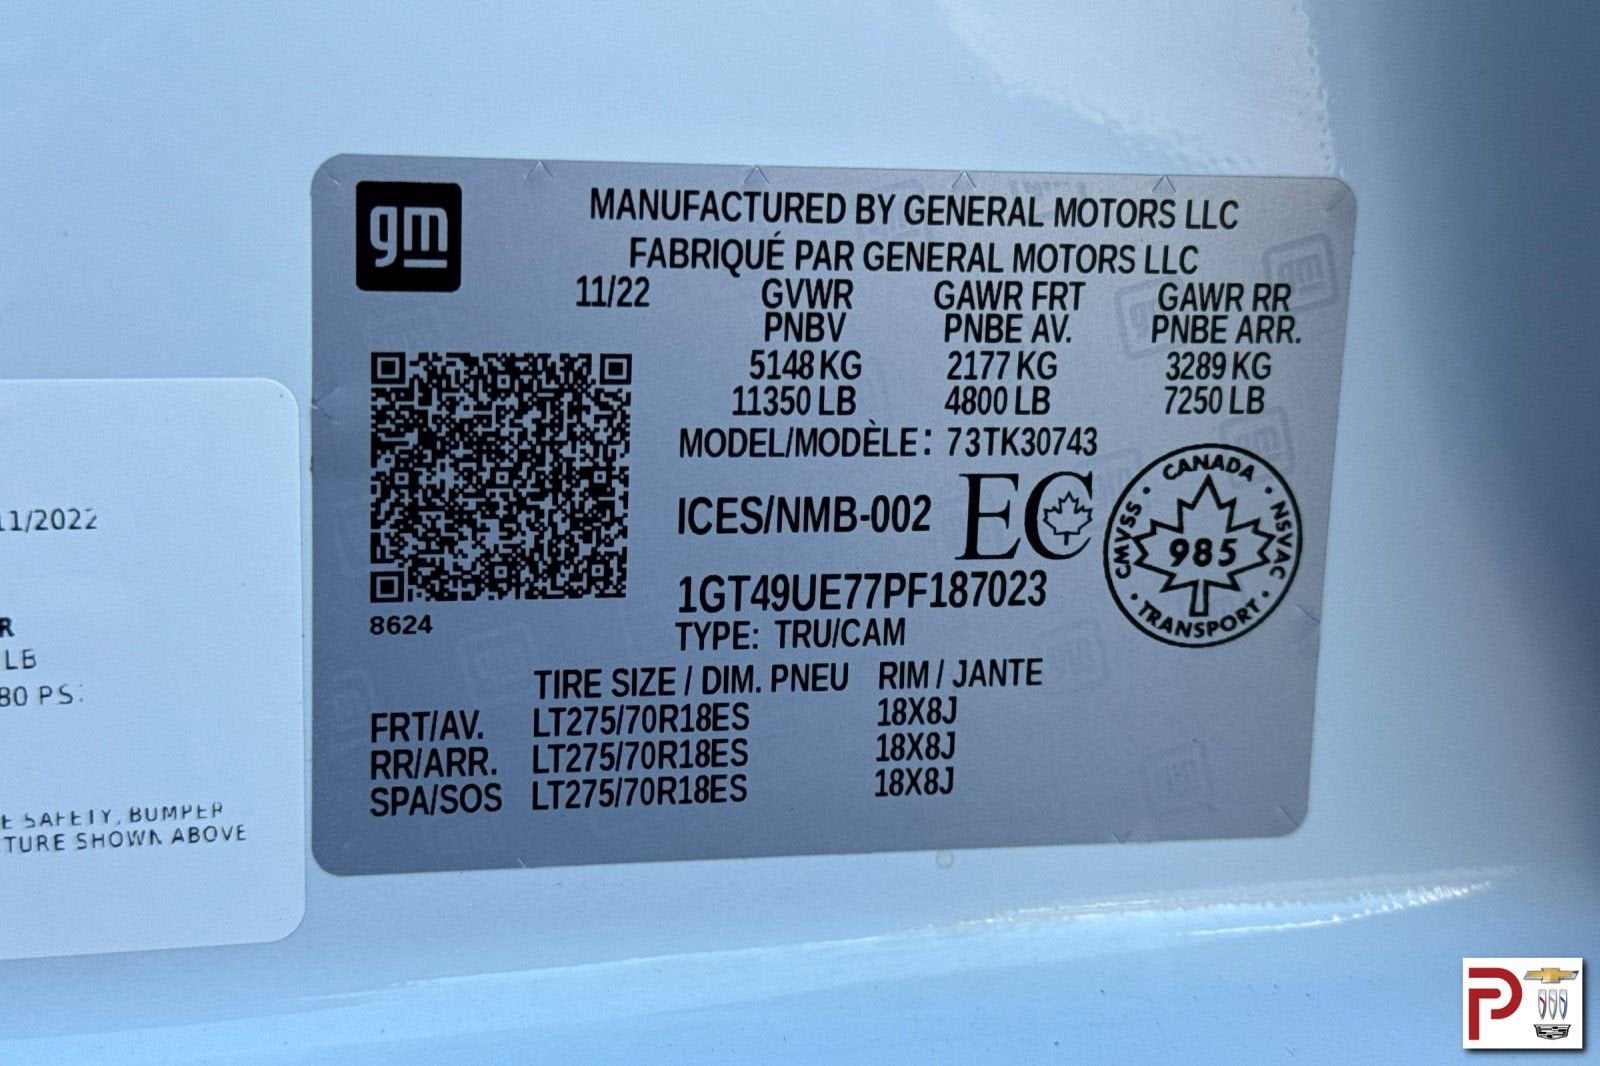 gm
MANUFACTURED BY GENERAL MOTORS LLC
FABRIQUÉ PAR GENERAL MOTORS LLC
11/22 GVWR GAWR FRT GAWR RR
PNBV PNBE AV. PNBE ARR.
5148 KG 2177 KG 3289 KG
11350 LB 4800 LB 7250 LB
MODEL/MODÈLE: 73TK30743
ICES/NMB-002 EC
CANADA
CMVSS 985 NSVAC
TRANSPORT
1GT49UE77PF187023
8624
TYPE: TRU/CAM
TIRE SIZE / DIM. PNEU RIM / JANTE
FRT/AV. LT275/70R18ES 18X8J
RR/ARR. LT275/70R18ES 18X8J
SPA/SOS LT275/70R18ES 18X8J
11/2022
R
LB
80 PS
E SAFETY, BUMPER
TURE SHOWN ABOVE
P